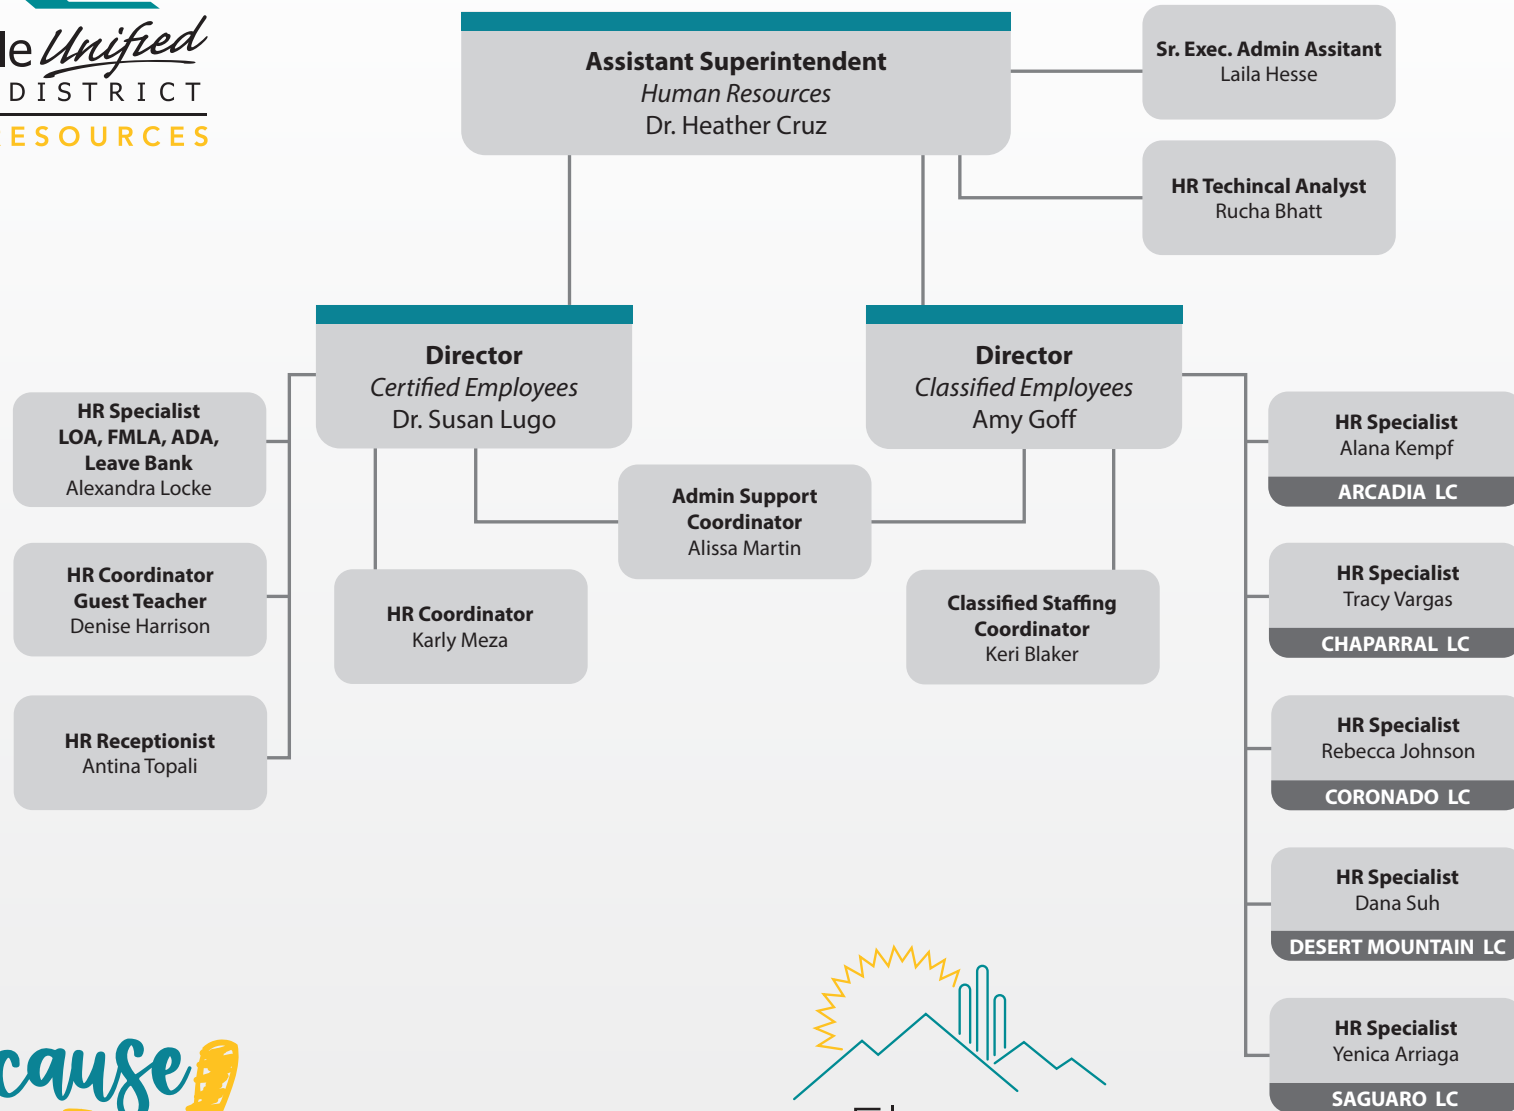 Unified
DISTRICT
Assistant Superintendent
Human Resources
Dr. Heather Cruz
Sr. Exec. Admin Assitant
Laila Hesse
HR Techincal Analyst
Rucha Bhatt
Director
Certified Employees
Dr. Susan Lugo
Director
Classified Employees
Amy Goff
HR Specialist
LOA, FMLA, ADA,
Leave Bank
Alexandra Locke
HR Coordinator
Guest Teacher
Denise Harrison
HR Receptionist
Antina Topali
HR Coordinator
Karly Meza
Admin Support
Coordinator
Alissa Martin
Classified Staffing
Coordinator
Keri Blaker
HR Specialist
Alana Kempf
ARCADIA LC
HR Specialist
Tracy Vargas
CHAPARRAL LC
HR Specialist
Rebecca Johnson
CORONADO LC
HR Specialist
Dana Suh
DESERT MOUNTAIN LC
HR Specialist
Yenica Arriaga
SAGUARO LC